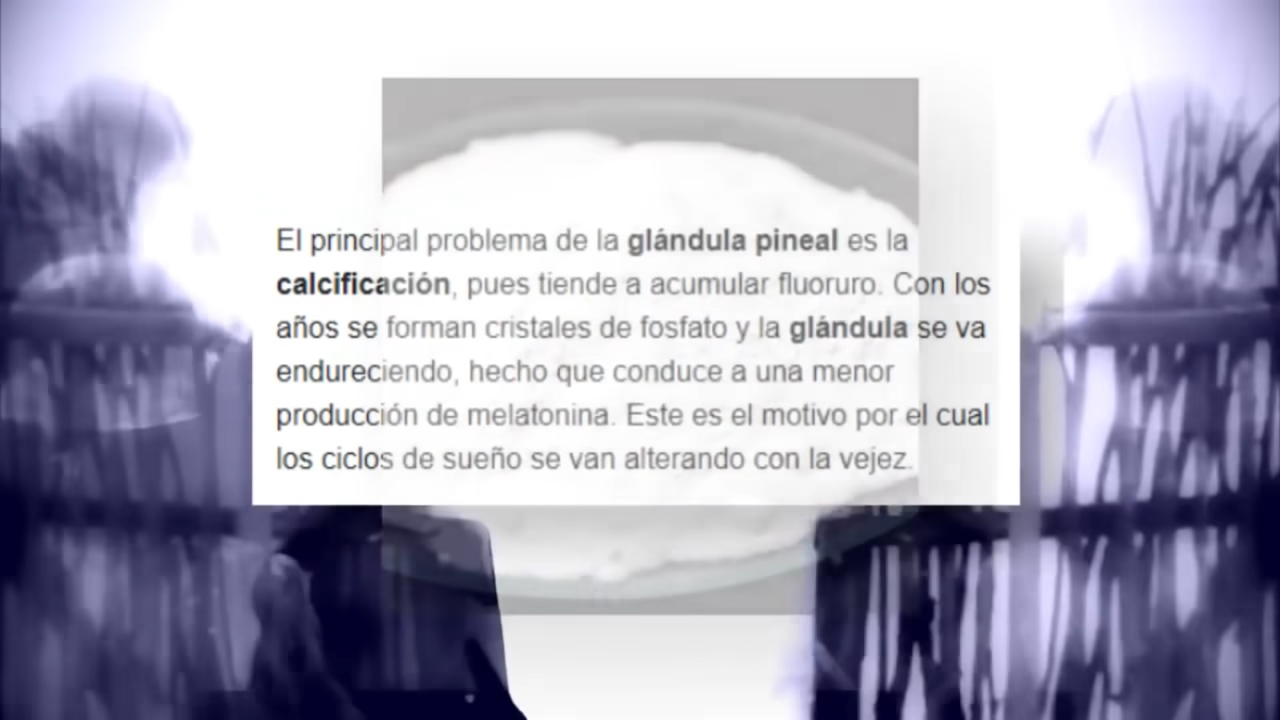 El principal problema de la glándula pineal es la
calcificación, pues tiende a acumular fluoruro. Con los
años se forman cristales de fosfato y la glándula se va
endureciendo, hecho que conduce a una menor
producción de melatonina. Este es el motivo por el cual
los ciclos de sueño se van alterando con la vejez.